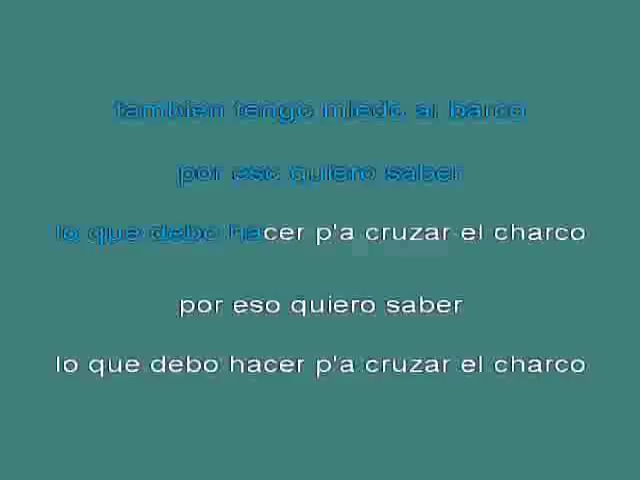 tambien tengo miedo al barco
por eso quiero saber
lo que debo hacer p'a cruzar el charco
por eso quiero saber
lo que debo hacer p'a cruzar el charco